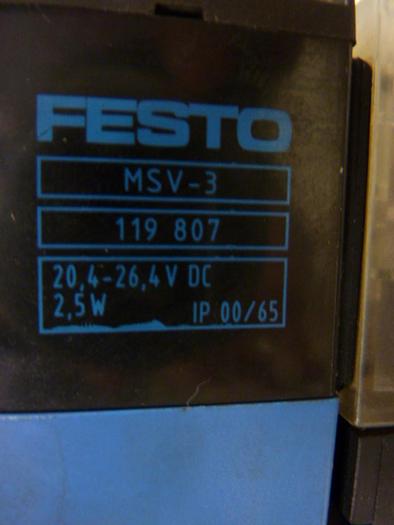 FESTO
MSV-3
119 807
20,4-26,4V DC
2,5W IP 00/65